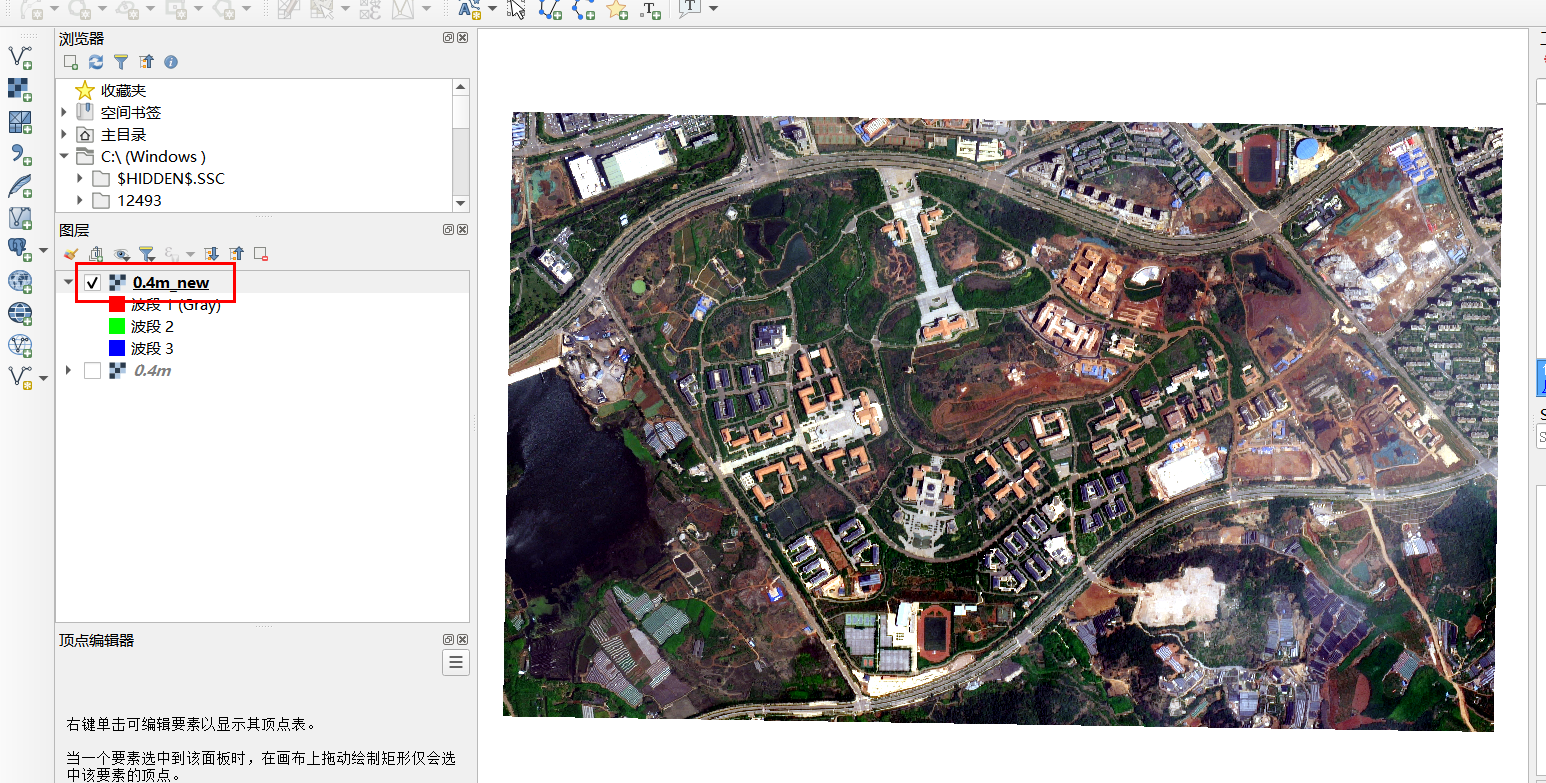 浏览器
收藏夹
空间书签
主目录
C:\ (Windows )
$HIDDEN$.SSC
12493
图层
0.4m_new
波段 1 (Gray)
波段 2
波段 3
0.4m
顶点编辑器
右键单击可编辑要素以显示其顶点表。
当一个要素选中到该面板时，在画布上拖动绘制矩形仅会选
中该要素的顶点。